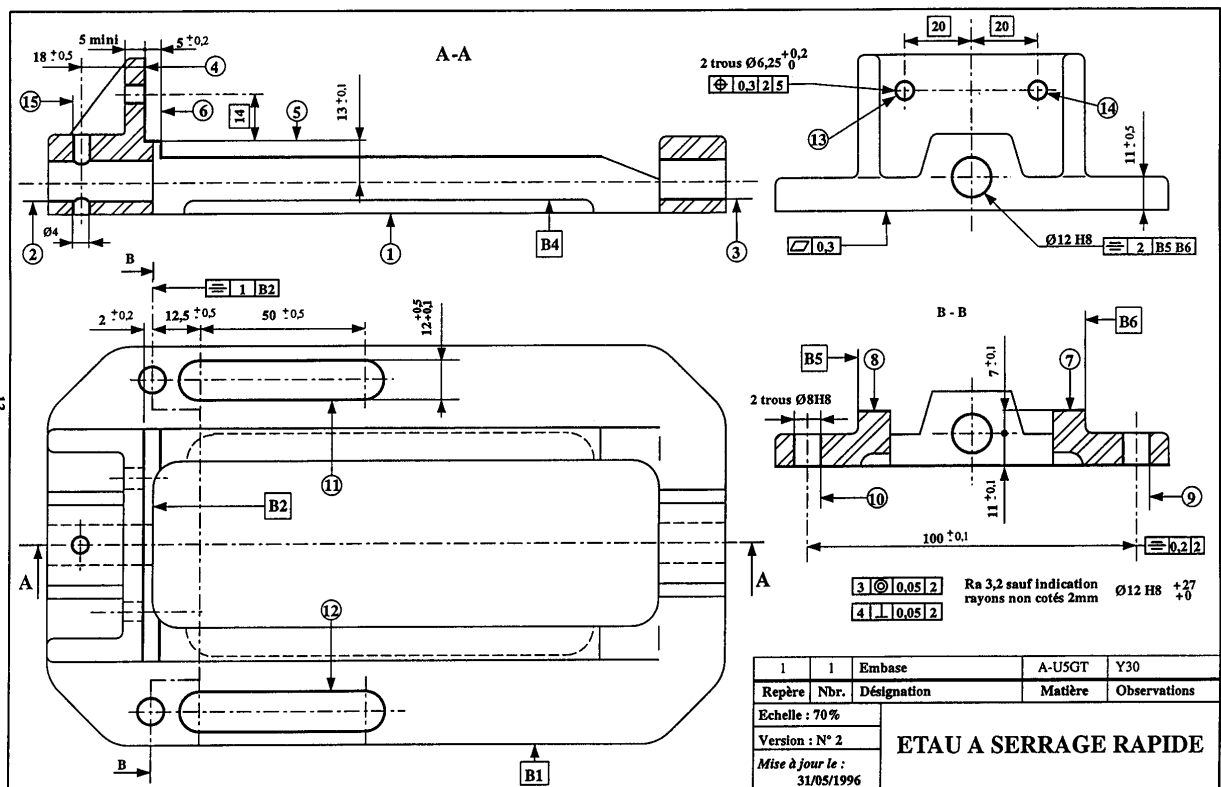 5 mini
5 ±0,2
18 ±0,5
4
A-A
15
6
14
5
13 ±0,1
2
Ø4
1
B4
3
20
20
2 trous Ø6,25 +0,2 0
⌖ 0,3 2 5
13
14
11 ±0,5
⏥ 0,3
Ø12 H8
⌯ 2 B5 B6
B
⌯ 1 B2
2 ±0,2
12,5 ±0,5
50 ±0,5
12 +0,5 +0,1
11
B2
A
A
12
B
B1
B - B
B5
8
7 ±0,1
7
B6
2 trous Ø8H8
10
11 ±0,1
9
100 ±0,1
⌯ 0,2 2
3 ◎ 0,05 2
4 ⊥ 0,05 2
Ra 3,2 sauf indication
rayons non cotés 2mm
Ø12 H8 +27 +0
1 1 Embase A-U5GT Y30
Repère Nbr. Désignation Matière Observations
Echelle : 70%
Version : N° 2
Mise à jour le :
31/05/1996
ETAU A SERRAGE RAPIDE